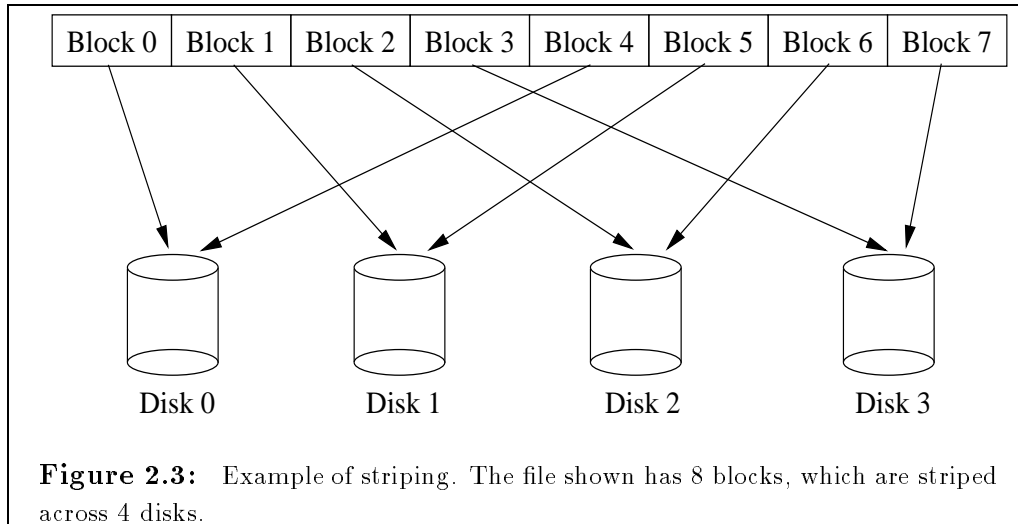 Block 0 Block 1 Block 2 Block 3 Block 4 Block 5 Block 6 Block 7
Disk 0 Disk 1 Disk 2 Disk 3
Figure 2.3: Example of striping. The file shown has 8 blocks, which are striped
across 4 disks.